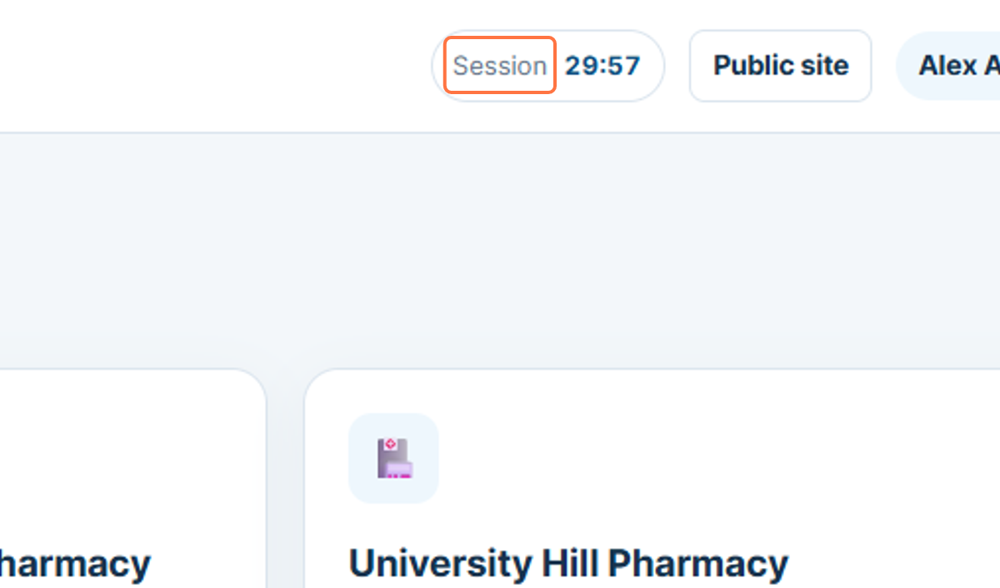 Session 29:57
Public site
Alex A
harmacy
University Hill Pharmacy